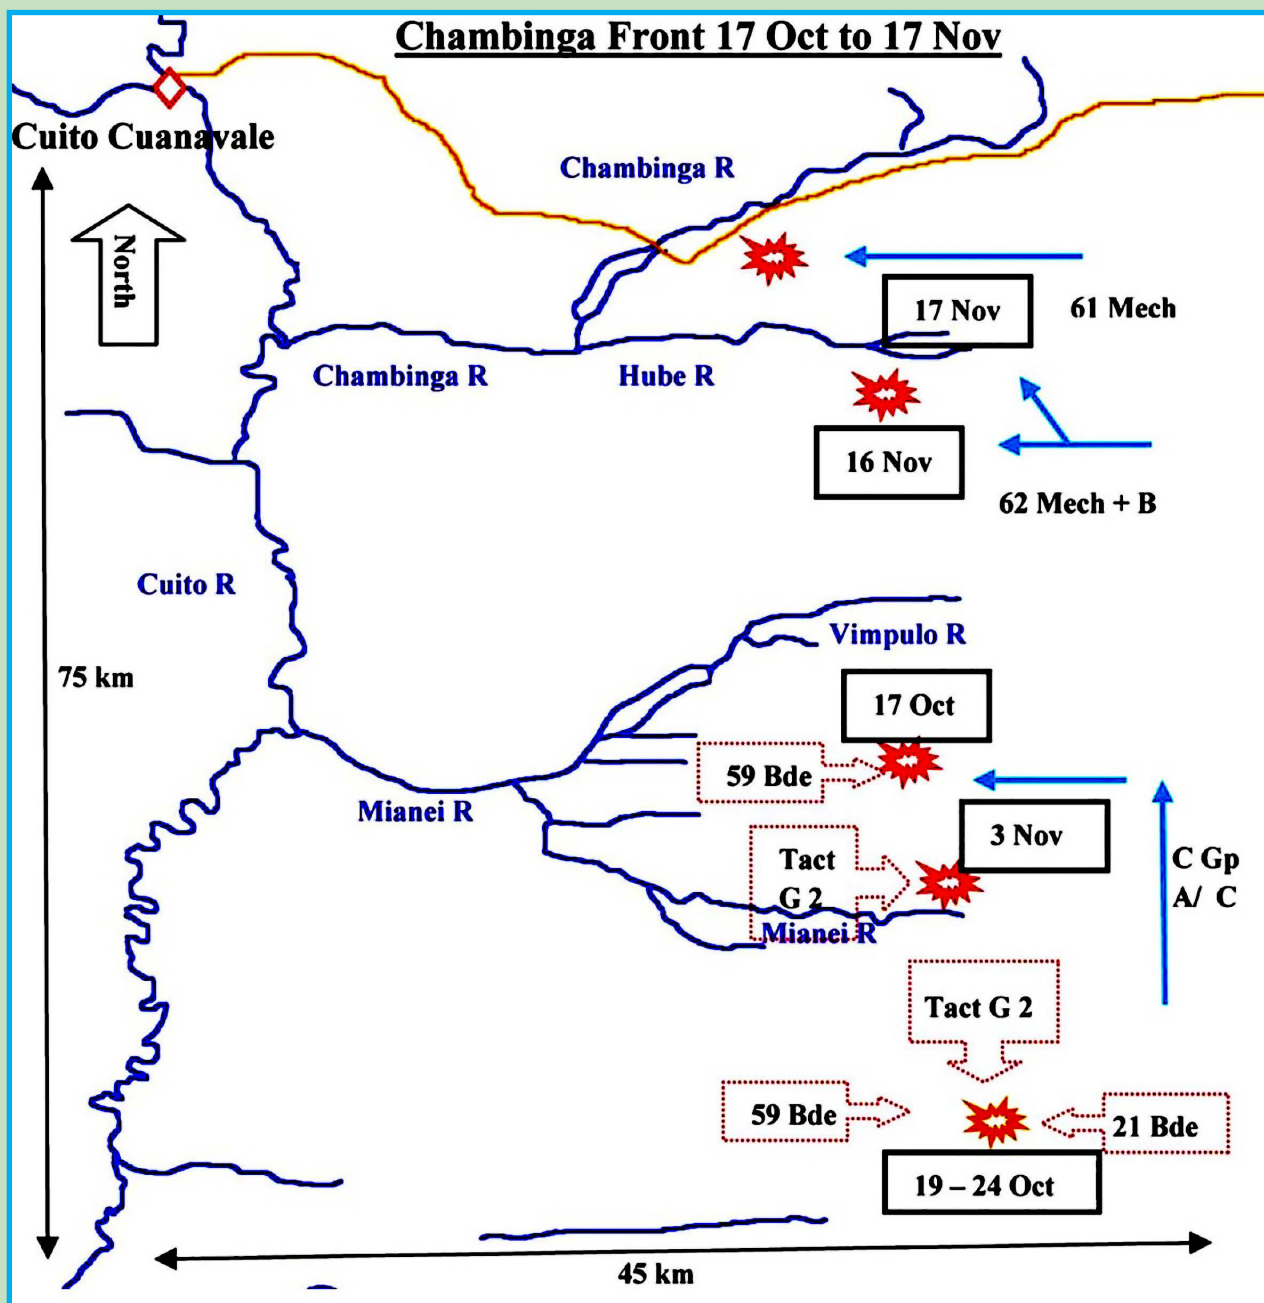 Chambinga Front 17 Oct to 17 Nov
Cuito Cuanavale
Chambinga R
North
17 Nov
61 Mech
Chambinga R
Hube R
16 Nov
62 Mech + B
Cuito R
Vimpulo R
75 km
17 Oct
59 Bde
Mianei R
3 Nov
Tact
G 2
C Gp
A/ C
Mianei R
Tact G 2
59 Bde
21 Bde
19 – 24 Oct
45 km